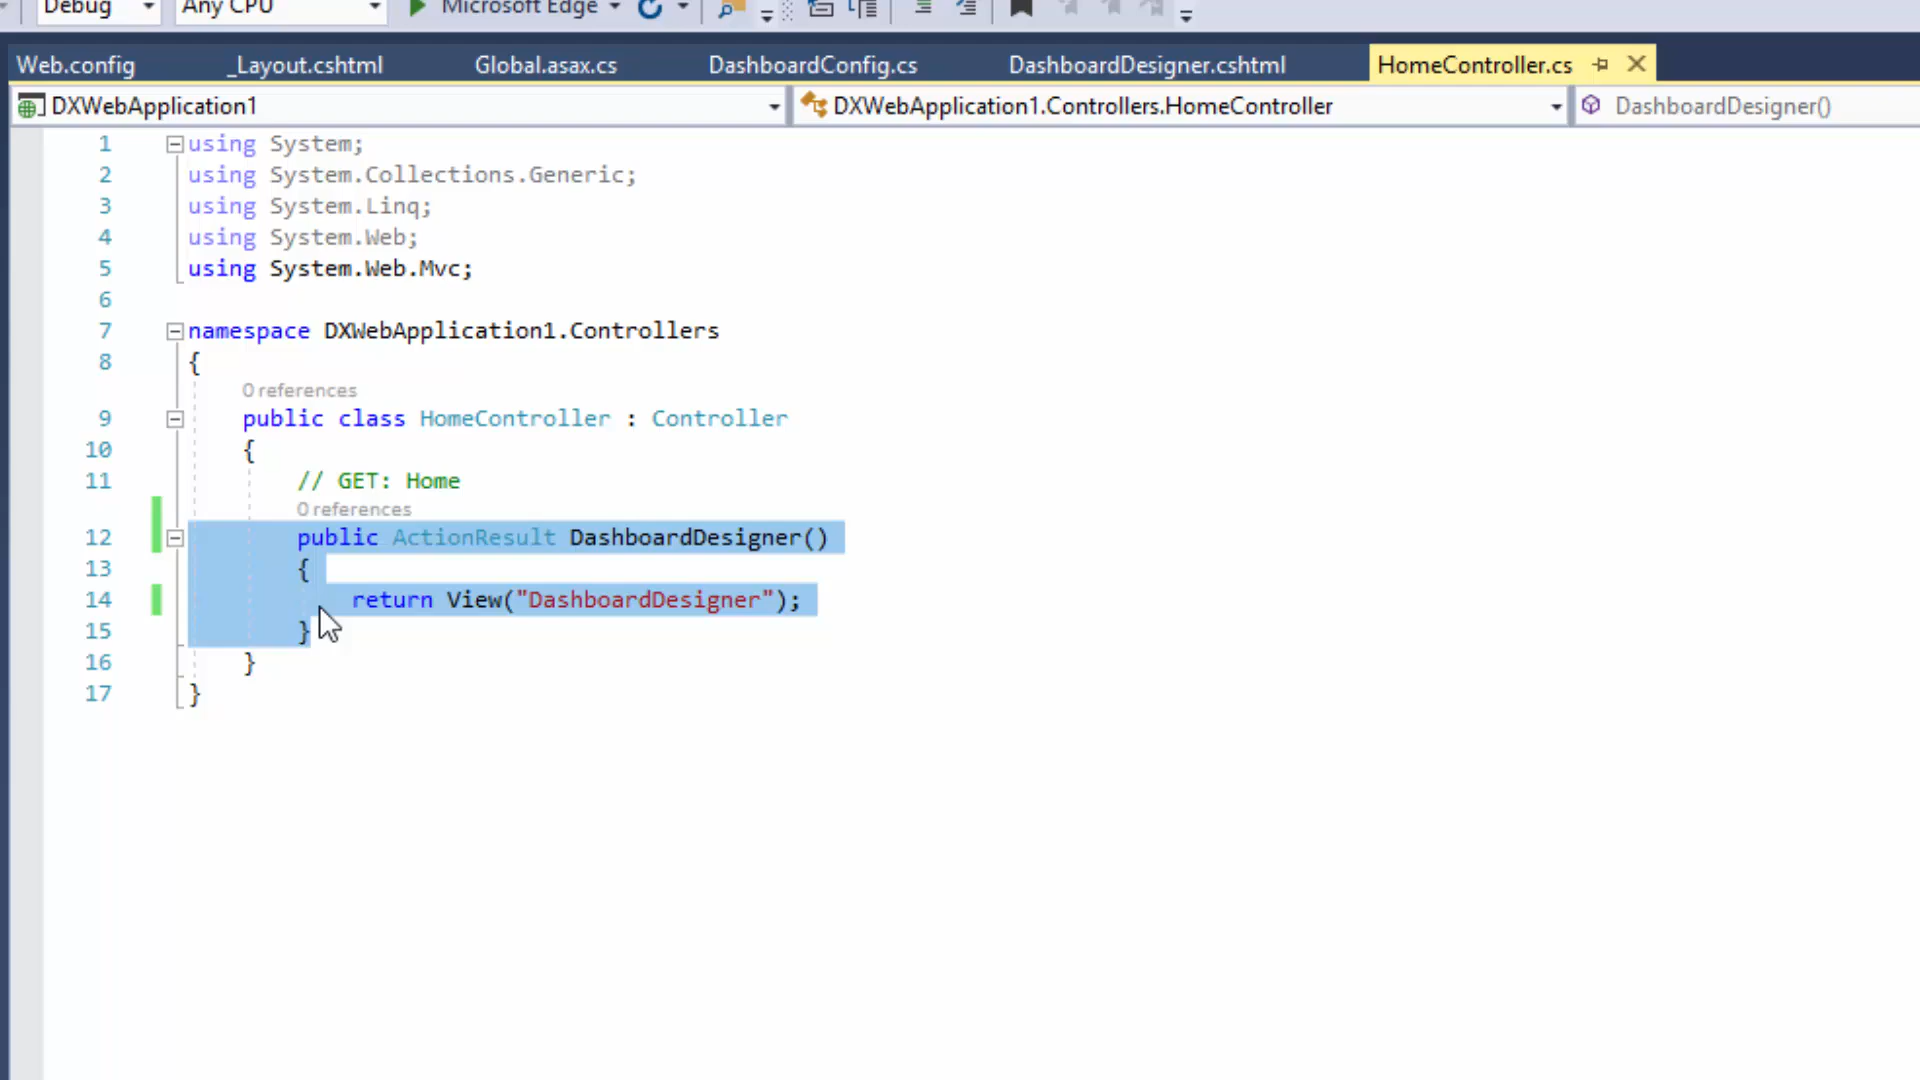 Debug Any CPU Microsoft Edge
Web.config _Layout.cshtml Global.asax.cs DashboardConfig.cs DashboardDesigner.cshtml HomeController.cs
DXWebApplication1 DXWebApplication1.Controllers.HomeController DashboardDesigner()
1 using System;
2 using System.Collections.Generic;
3 using System.Linq;
4 using System.Web;
5 using System.Web.Mvc;
6
7 namespace DXWebApplication1.Controllers
8 {
0 references
9 public class HomeController : Controller
10 {
11 // GET: Home
0 references
12 public ActionResult DashboardDesigner()
13 {
14 return View("DashboardDesigner");
15 }
16 }
17 }